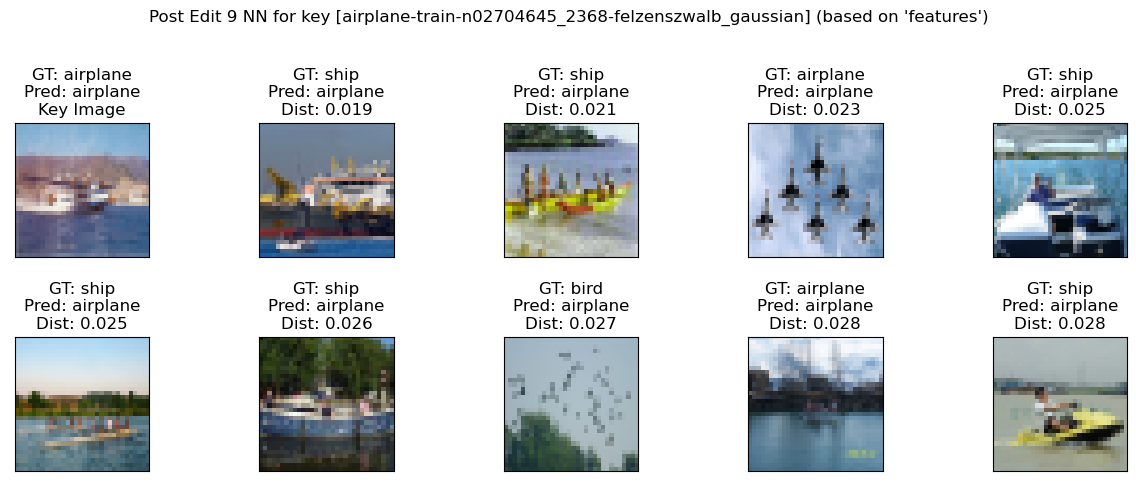 Post Edit 9 NN for key [airplane-train-n02704645_2368-felzenszwalb_gaussian] (based on 'features')
GT: airplane
Pred: airplane
Key Image
GT: ship
Pred: airplane
Dist: 0.019
GT: ship
Pred: airplane
Dist: 0.021
GT: airplane
Pred: airplane
Dist: 0.023
GT: ship
Pred: airplane
Dist: 0.025
GT: ship
Pred: airplane
Dist: 0.025
GT: ship
Pred: airplane
Dist: 0.026
GT: bird
Pred: airplane
Dist: 0.027
GT: airplane
Pred: airplane
Dist: 0.028
GT: ship
Pred: airplane
Dist: 0.028